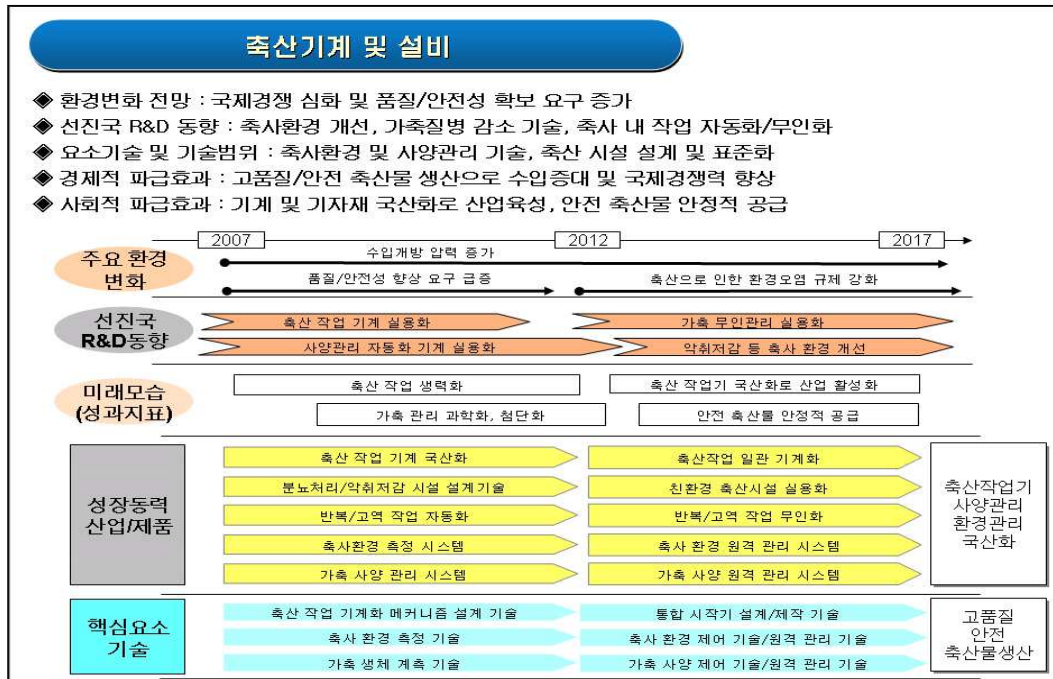 축산기계 및 설비
◈ 환경변화 전망 : 국제경쟁 심화 및 품질/안전성 확보 요구 증가
◈ 선진국 R&D 동향 : 축사환경 개선, 가축질병 감소 기술, 축사 내 작업 자동화/무인화
◈ 요소기술 및 기술범위 : 축사환경 및 사양관리 기술, 축산 시설 설계 및 표준화
◈ 경제적 파급효과 : 고품질/안전 축산물 생산으로 수입증대 및 국제경쟁력 향상
◈ 사회적 파급효과 : 기계 및 기자재 국산화로 산업육성, 안전 축산물 안정적 공급
2007 2012 2017
주요 환경
변화
수입개방 압력 증가
품질/안전성 향상 요구 급증
축산으로 인한 환경오염 규제 강화
선진국
R&D동향
축산 작업 기계 실용화
가축 무인관리 실용화
사양관리 자동화 기계 실용화
악취저감 등 축사 환경 개선
미래모습
(성과지표)
축산 작업 생력화
축산 작업기 국산화로 산업 활성화
가축 관리 과학화, 첨단화
안전 축산물 안정적 공급
성장동력
산업/제품
축산 작업 기계 국산화
축산작업 일관 기계화
분뇨처리/악취저감 시설 설계기술
친환경 축산시설 실용화
반복/고역 작업 자동화
반복/고역 작업 무인화
축사환경 측정 시스템
축사 환경 원격 관리 시스템
가축 사양 관리 시스템
가축 사양 원격 관리 시스템
축산작업기
사양관리
환경관리
국산화
핵심요소
기술
축산 작업 기계화 메커니즘 설계 기술
통합 시작기 설계/제작 기술
축사 환경 측정 기술
축사 환경 제어 기술/원격 관리 기술
가축 생체 계측 기술
가축 사양 제어 기술/원격 관리 기술
고품질
안전
축산물생산